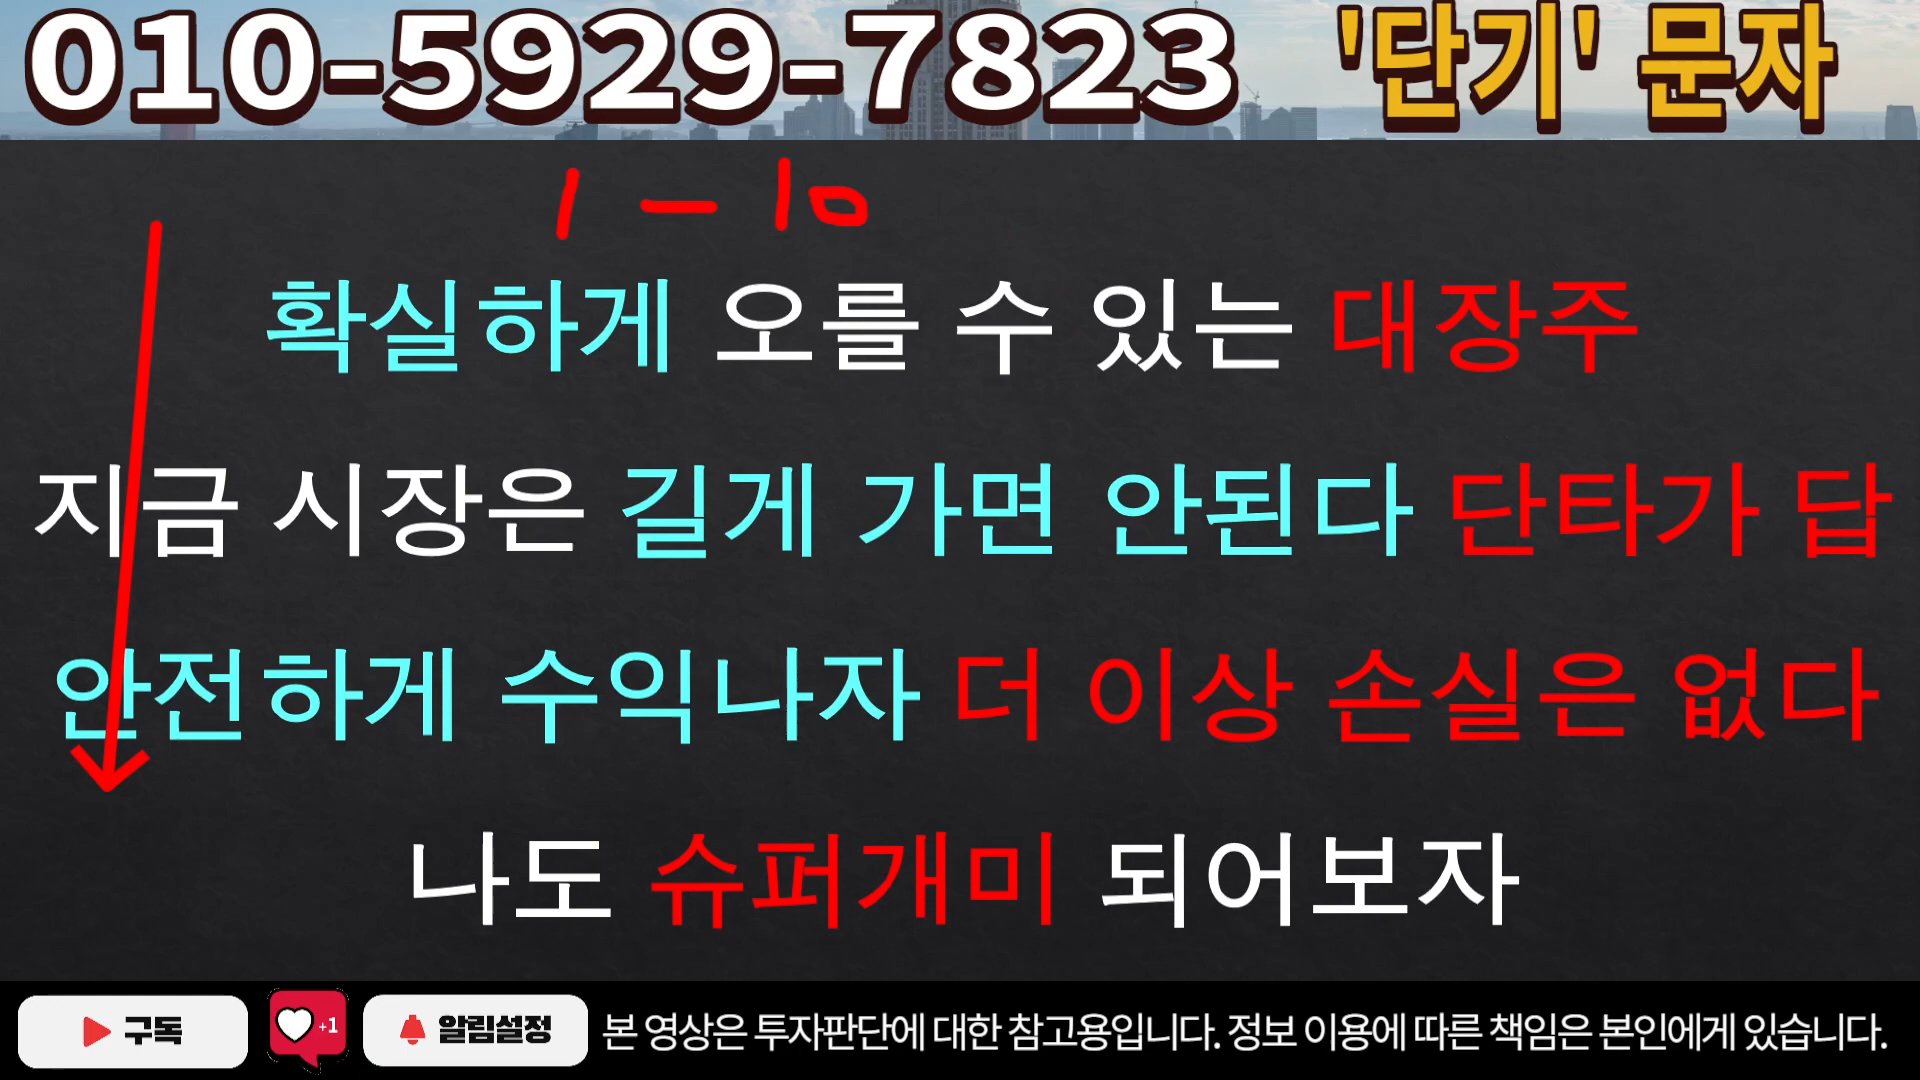 010-5929-7823 '단기' 문자
1 - 10
확실하게 오를 수 있는 대장주
지금 시장은 길게 가면 안된다 단타가 답
안전하게 수익나자 더 이상 손실은 없다
나도 슈퍼개미 되어보자
구독 +1 알림설정 본 영상은 투자판단에 대한 참고용입니다. 정보 이용에 따른 책임은 본인에게 있습니다.